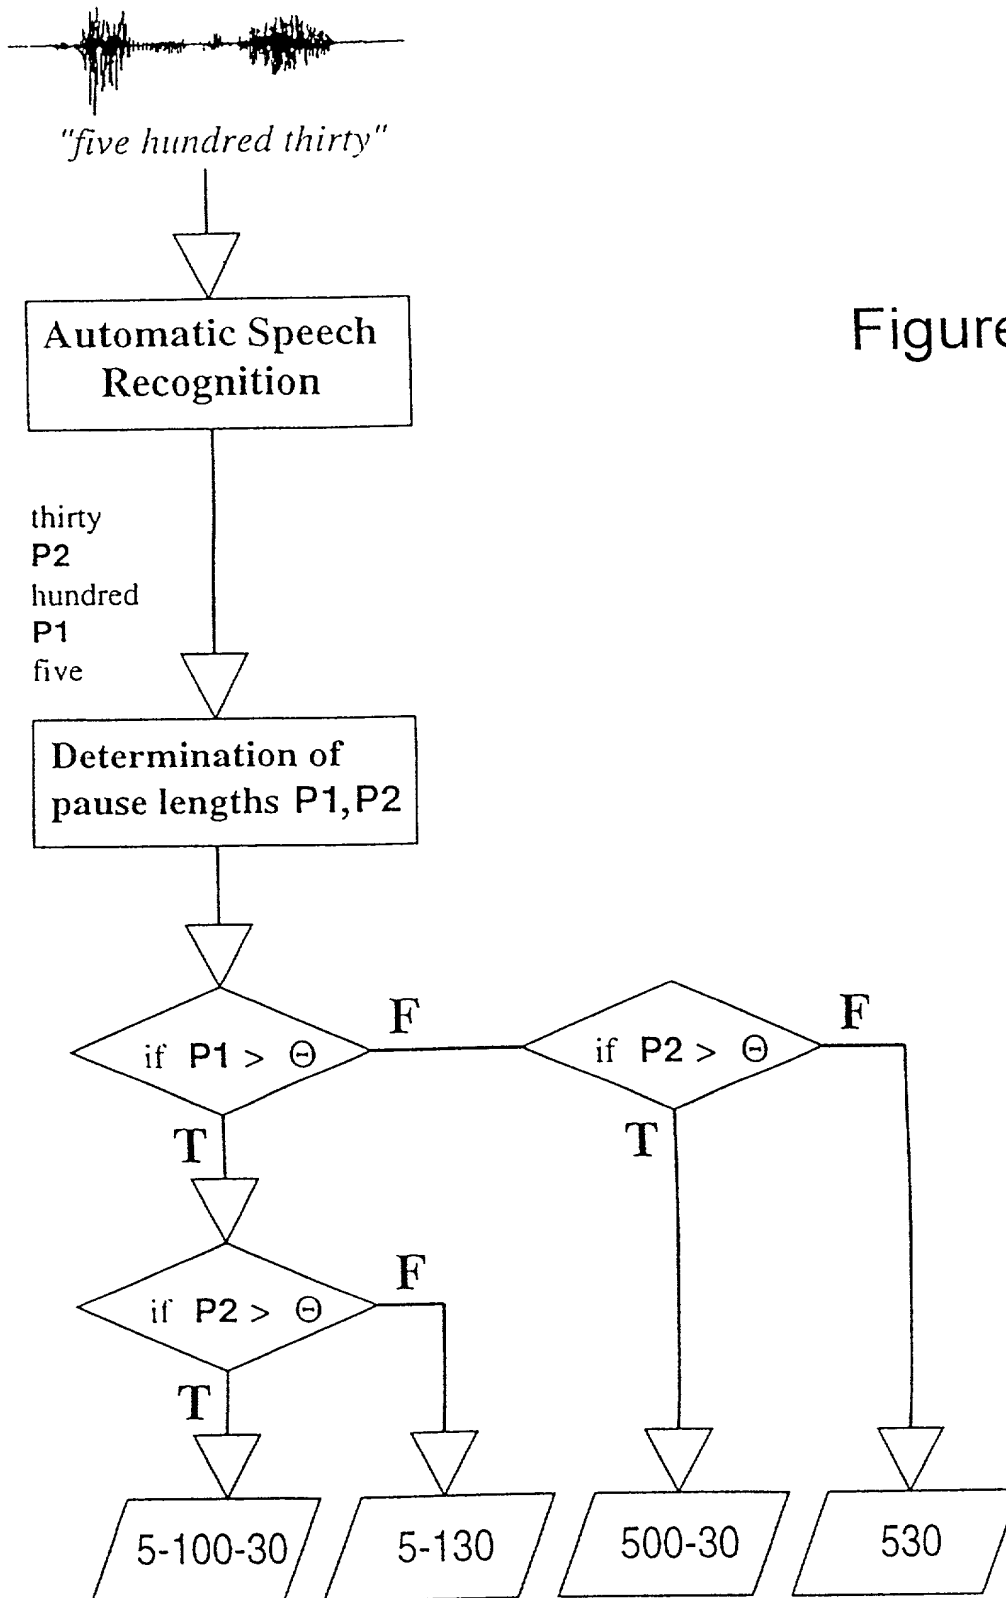 "five hundred thirty"
Automatic Speech
Recognition
Figure
thirty
P2
hundred
P1
five
Determination of
pause lengths P1, P2
if P1 > Θ
F
if P2 > Θ
F
T
T
if P2 > Θ
F
T
5-100-30
5-130
500-30
530